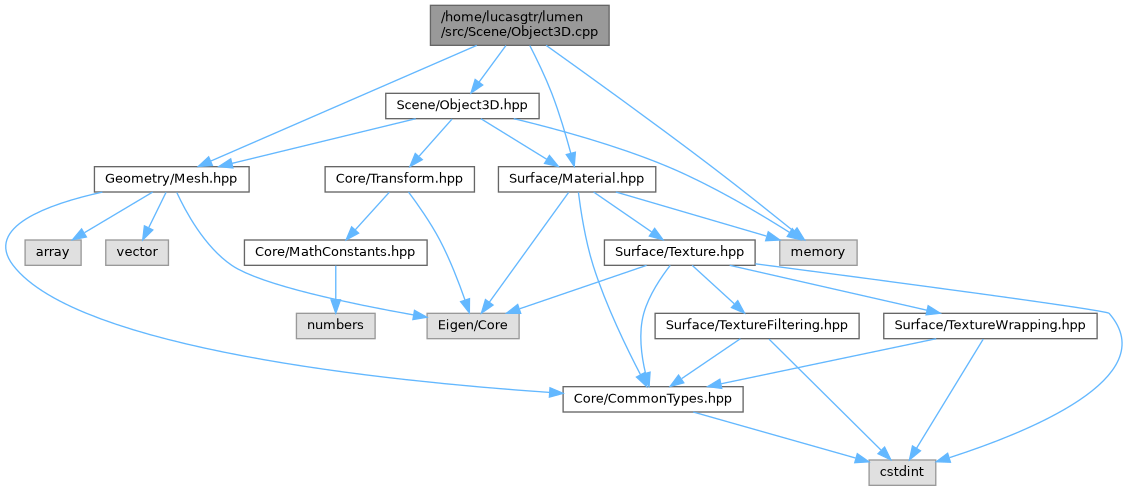 /home/lucasgtr/lumen
/src/Scene/Object3D.cpp
Scene/Object3D.hpp
Geometry/Mesh.hpp
Core/Transform.hpp
Surface/Material.hpp
array
vector
Core/MathConstants.hpp
Surface/Texture.hpp
memory
numbers
Eigen/Core
Surface/TextureFiltering.hpp
Surface/TextureWrapping.hpp
Core/CommonTypes.hpp
cstdint